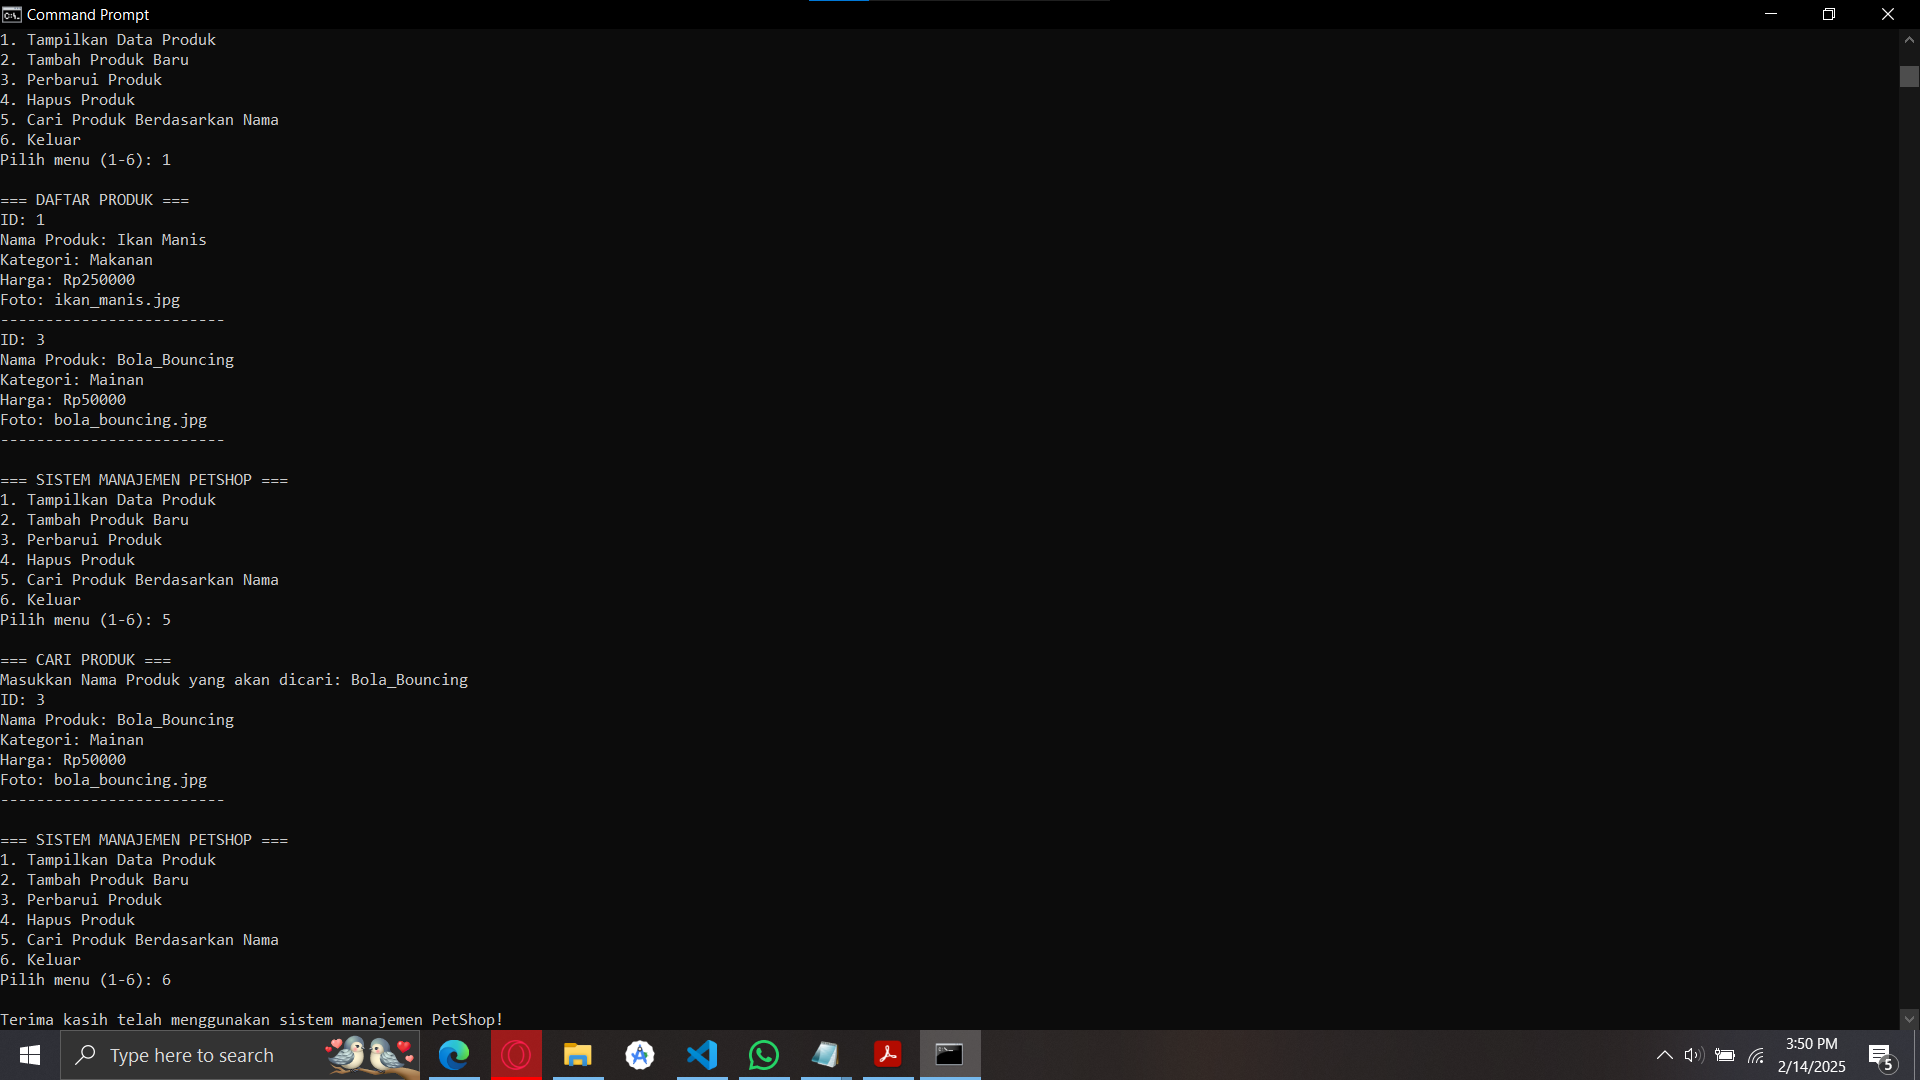 Command Prompt
1. Tampilkan Data Produk
2. Tambah Produk Baru
3. Perbarui Produk
4. Hapus Produk
5. Cari Produk Berdasarkan Nama
6. Keluar
Pilih menu (1-6): 1
=== DAFTAR PRODUK ===
ID: 1
Nama Produk: Ikan Manis
Kategori: Makanan
Harga: Rp250000
Foto: ikan_manis.jpg
-------------------------
ID: 3
Nama Produk: Bola_Bouncing
Kategori: Mainan
Harga: Rp50000
Foto: bola_bouncing.jpg
-------------------------
=== SISTEM MANAJEMEN PETSHOP ===
1. Tampilkan Data Produk
2. Tambah Produk Baru
3. Perbarui Produk
4. Hapus Produk
5. Cari Produk Berdasarkan Nama
6. Keluar
Pilih menu (1-6): 5
=== CARI PRODUK ===
Masukkan Nama Produk yang akan dicari: Bola_Bouncing
ID: 3
Nama Produk: Bola_Bouncing
Kategori: Mainan
Harga: Rp50000
Foto: bola_bouncing.jpg
-------------------------
=== SISTEM MANAJEMEN PETSHOP ===
1. Tampilkan Data Produk
2. Tambah Produk Baru
3. Perbarui Produk
4. Hapus Produk
5. Cari Produk Berdasarkan Nama
6. Keluar
Pilih menu (1-6): 6
Terima kasih telah menggunakan sistem manajemen PetShop!
Type here to search
3:50 PM
2/14/2025
5